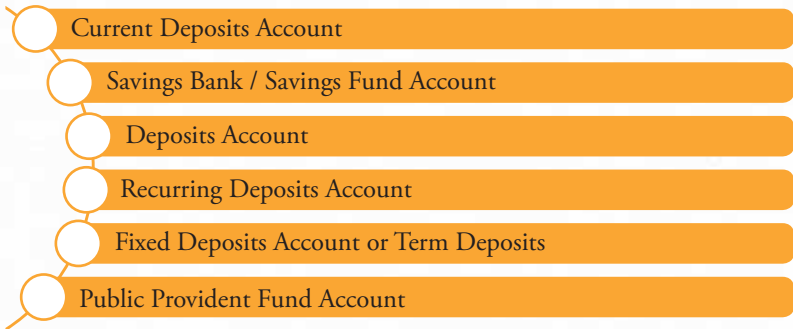 Current Deposits Account
Savings Bank / Savings Fund Account
Deposits Account
Recurring Deposits Account
Fixed Deposits Account or Term Deposits
Public Provident Fund Account